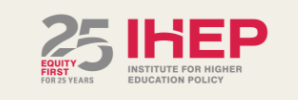 25
EQUITY
FIRST
FOR 25 YEARS
IHEP
INSTITUTE FOR HIGHER
EDUCATION POLICY